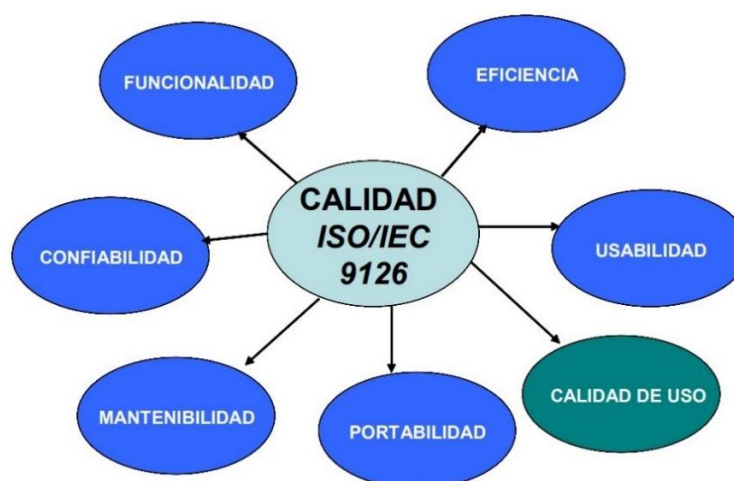 FUNCIONALIDAD
EFICIENCIA
CALIDAD
ISO/IEC
9126
CONFIABILIDAD
USABILIDAD
MANTENIBILIDAD
PORTABILIDAD
CALIDAD DE USO